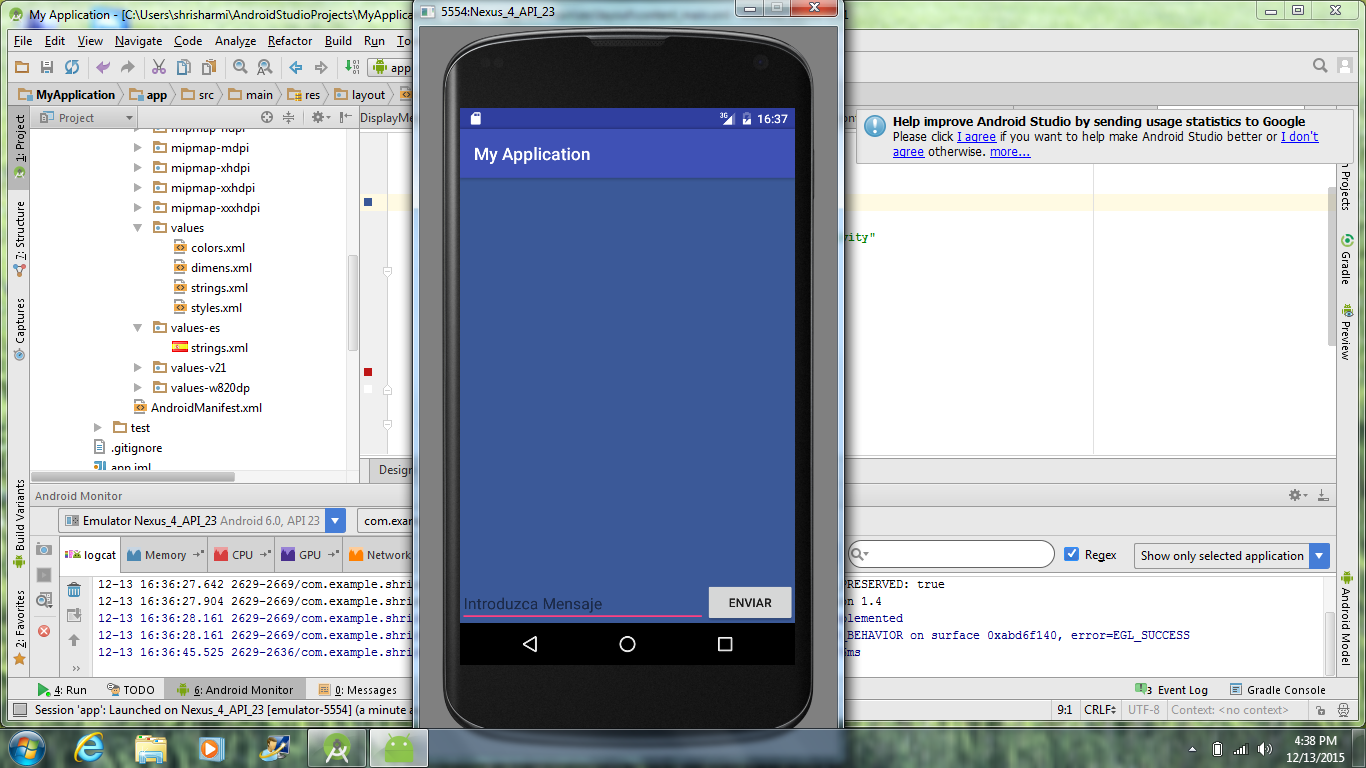 My Application - [C:\Users\shrisharmi\AndroidStudioProjects\MyApplica
5554:Nexus_4_API_23
File Edit View Navigate Code Analyze Refactor Build Run To
app
MyApplication app src main res layout
1: Project
7: Structure
Captures
Build Variants
2: Favorites
Project
mipmap-hdpi
mipmap-mdpi
mipmap-xhdpi
mipmap-xxhdpi
mipmap-xxxhdpi
values
colors.xml
dimens.xml
strings.xml
styles.xml
values-es
strings.xml
values-v21
values-w820dp
AndroidManifest.xml
test
.gitignore
app.iml
DisplayMe
Design
3G 16:37
My Application
Introduzca Mensaje
ENVIAR
Help improve Android Studio by sending usage statistics to Google
Please click I agree if you want to help make Android Studio better or I don't
agree otherwise. more...
vity"
Projects
Gradle
Preview
Android Model
Android Monitor
Emulator Nexus_4_API_23 Android 6.0, API 23
com.exam
logcat Memory CPU GPU Network
Regex
Show only selected application
12-13 16:36:27.642 2629-2669/com.example.shri RESERVED: true
12-13 16:36:27.904 2629-2669/com.example.shri n 1.4
12-13 16:36:28.161 2629-2669/com.example.shri plemented
12-13 16:36:28.161 2629-2669/com.example.shri _BEHAVIOR on surface 0xabd6f140, error=EGL_SUCCESS
12-13 16:36:45.525 2629-2636/com.example.shri ms
4: Run TODO 6: Android Monitor 0: Messages
3 Event Log Gradle Console
Session 'app': Launched on Nexus_4_API_23 [emulator-5554] (a minute a
9:1 CRLF UTF-8 Context: <no context>
4:38 PM
12/13/2015